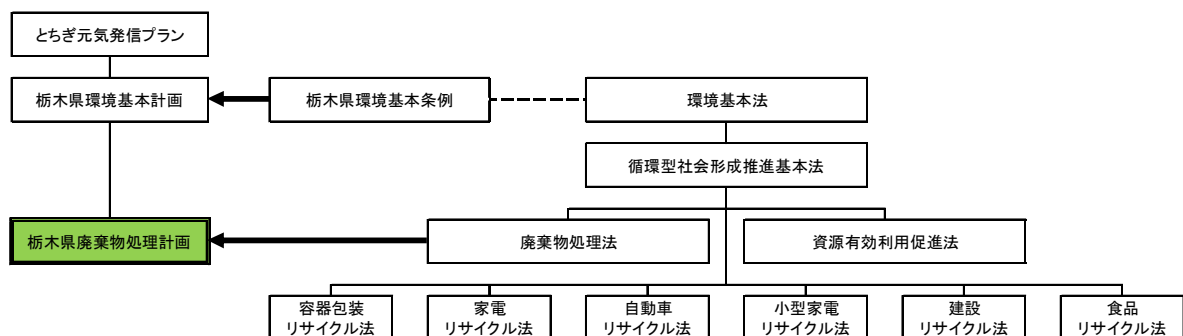 とちぎ元気発信プラン
栃木県環境基本計画
栃木県環境基本条例
環境基本法
循環型社会形成推進基本法
栃木県廃棄物処理計画
廃棄物処理法
資源有効利用促進法
容器包装
リサイクル法
家電
リサイクル法
自動車
リサイクル法
小型家電
リサイクル法
建設
リサイクル法
食品
リサイクル法